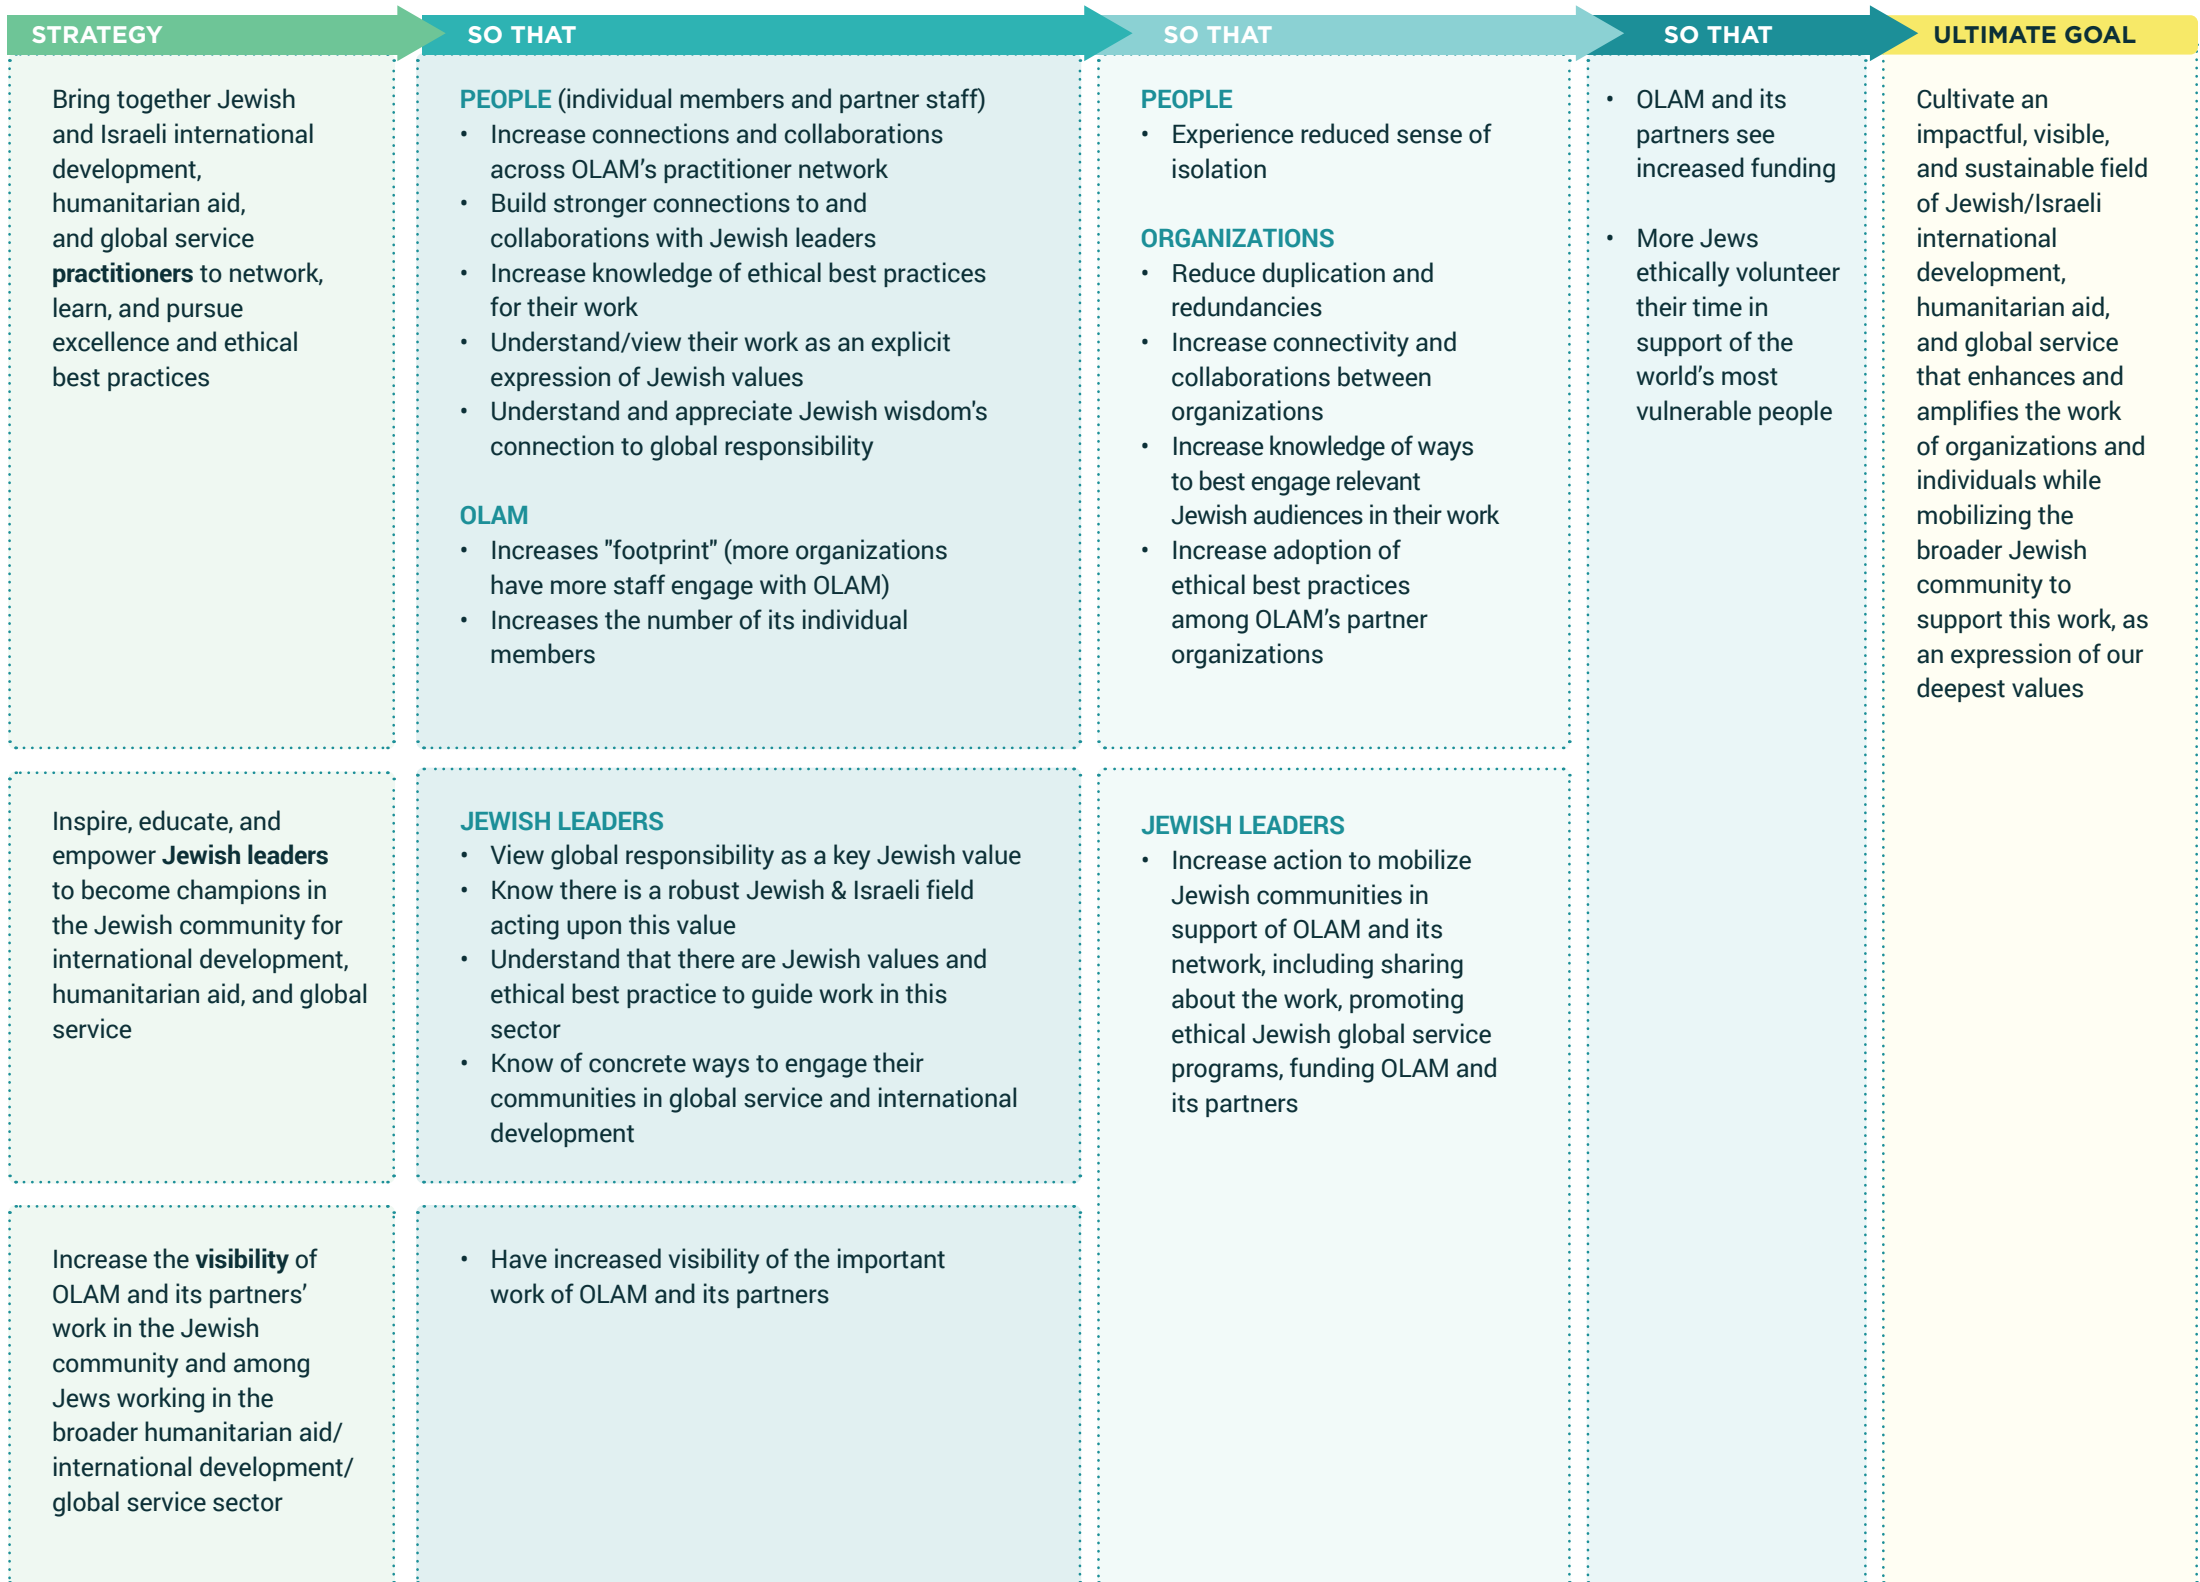 STRATEGY
SO THAT
SO THAT
SO THAT
ULTIMATE GOAL
Bring together Jewish
and Israeli international
development,
humanitarian aid,
and global service
practitioners to network,
learn, and pursue
excellence and ethical
best practices
PEOPLE (individual members and partner staff)
• Increase connections and collaborations
across OLAM’s practitioner network
• Build stronger connections to and
collaborations with Jewish leaders
• Increase knowledge of ethical best practices
for their work
• Understand/view their work as an explicit
expression of Jewish values
• Understand and appreciate Jewish wisdom's
connection to global responsibility
OLAM
• Increases "footprint" (more organizations
have more staff engage with OLAM)
• Increases the number of its individual
members
PEOPLE
• Experience reduced sense of
isolation
ORGANIZATIONS
• Reduce duplication and
redundancies
• Increase connectivity and
collaborations between
organizations
• Increase knowledge of ways
to best engage relevant
Jewish audiences in their work
• Increase adoption of
ethical best practices
among OLAM’s partner
organizations
• OLAM and its
partners see
increased funding
• More Jews
ethically volunteer
their time in
support of the
world’s most
vulnerable people
Cultivate an
impactful, visible,
and sustainable field
of Jewish/Israeli
international
development,
humanitarian aid,
and global service
that enhances and
amplifies the work
of organizations and
individuals while
mobilizing the
broader Jewish
community to
support this work, as
an expression of our
deepest values
Inspire, educate, and
empower Jewish leaders
to become champions in
the Jewish community for
international development,
humanitarian aid, and global
service
JEWISH LEADERS
• View global responsibility as a key Jewish value
• Know there is a robust Jewish & Israeli field
acting upon this value
• Understand that there are Jewish values and
ethical best practice to guide work in this
sector
• Know of concrete ways to engage their
communities in global service and international
development
JEWISH LEADERS
• Increase action to mobilize
Jewish communities in
support of OLAM and its
network, including sharing
about the work, promoting
ethical Jewish global service
programs, funding OLAM and
its partners
Increase the visibility of
OLAM and its partners’
work in the Jewish
community and among
Jews working in the
broader humanitarian aid/
international development/
global service sector
• Have increased visibility of the important
work of OLAM and its partners